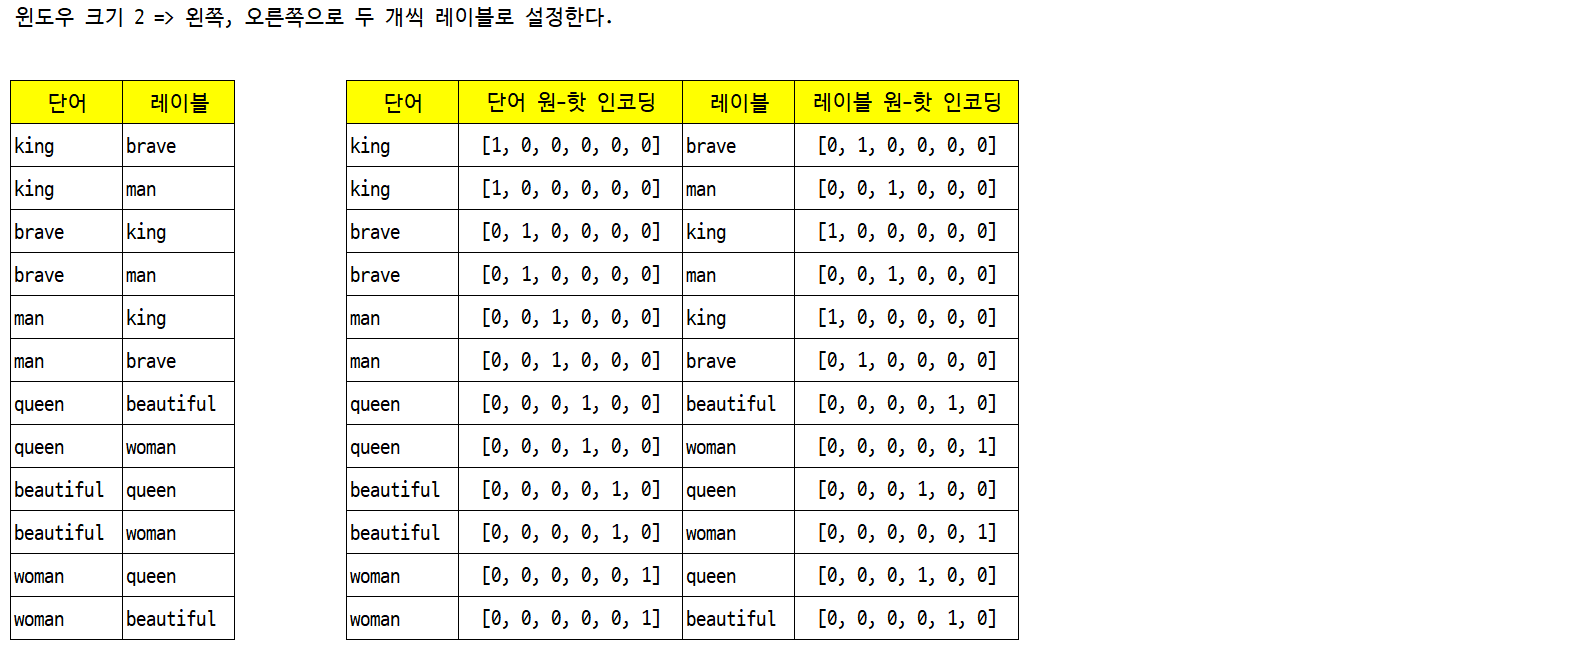 윈도우 크기 2 => 왼쪽, 오른쪽으로 두 개씩 레이블로 설정한다.
단어 레이블
king brave
king man
brave king
brave man
man king
man brave
queen beautiful
queen woman
beautiful queen
beautiful woman
woman queen
woman beautiful
단어 단어 원-핫 인코딩 레이블 레이블 원-핫 인코딩
king [1, 0, 0, 0, 0, 0] brave [0, 1, 0, 0, 0, 0]
king [1, 0, 0, 0, 0, 0] man [0, 0, 1, 0, 0, 0]
brave [0, 1, 0, 0, 0, 0] king [1, 0, 0, 0, 0, 0]
brave [0, 1, 0, 0, 0, 0] man [0, 0, 1, 0, 0, 0]
man [0, 0, 1, 0, 0, 0] king [1, 0, 0, 0, 0, 0]
man [0, 0, 1, 0, 0, 0] brave [0, 1, 0, 0, 0, 0]
queen [0, 0, 0, 1, 0, 0] beautiful [0, 0, 0, 0, 1, 0]
queen [0, 0, 0, 1, 0, 0] woman [0, 0, 0, 0, 0, 1]
beautiful [0, 0, 0, 0, 1, 0] queen [0, 0, 0, 1, 0, 0]
beautiful [0, 0, 0, 0, 1, 0] woman [0, 0, 0, 0, 0, 1]
woman [0, 0, 0, 0, 0, 1] queen [0, 0, 0, 1, 0, 0]
woman [0, 0, 0, 0, 0, 1] beautiful [0, 0, 0, 0, 1, 0]